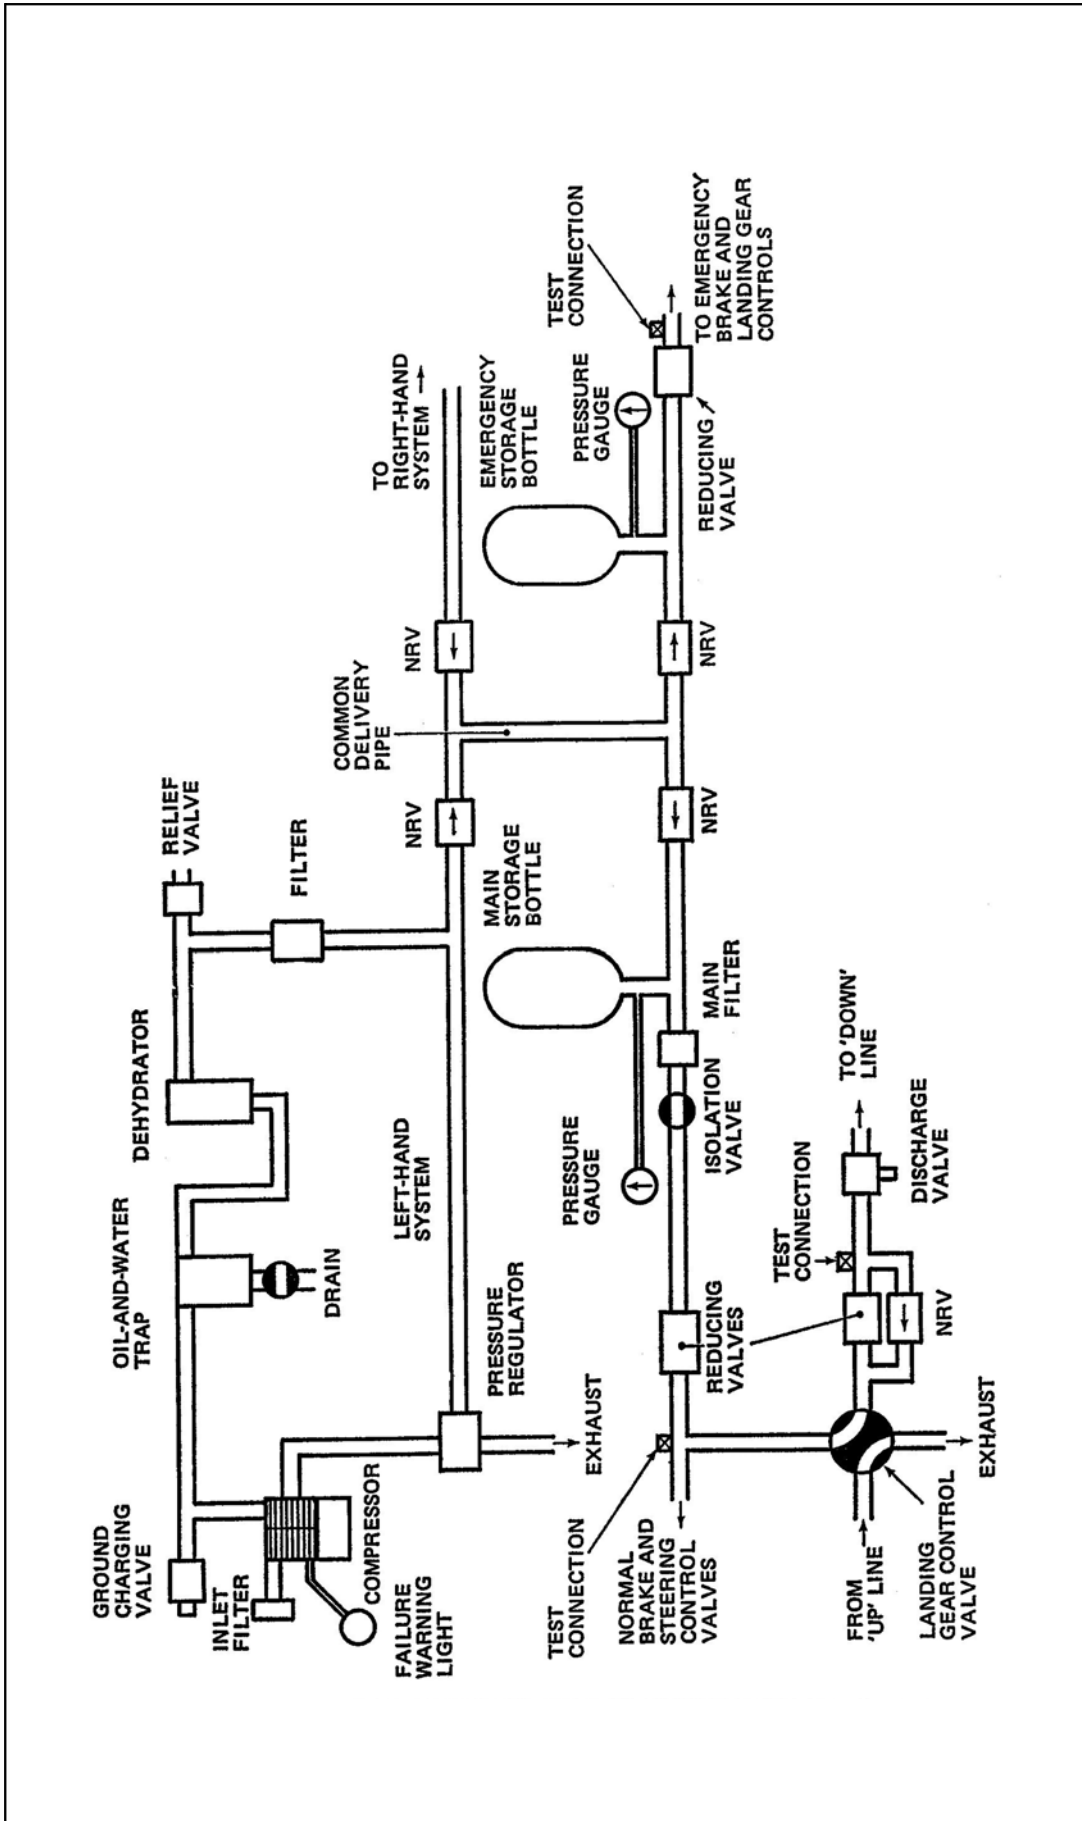 GROUND
CHARGING
VALVE
INLET
FILTER
COMPRESSOR
FAILURE
WARNING
LIGHT
OIL-AND-WATER
TRAP
DRAIN
DEHYDRATOR
RELIEF
VALVE
FILTER
LEFT-HAND
SYSTEM
PRESSURE
REGULATOR
EXHAUST
NRV
COMMON
DELIVERY
PIPE
NRV
TO
RIGHT-HAND
SYSTEM
EMERGENCY
STORAGE
BOTTLE
MAIN
STORAGE
BOTTLE
PRESSURE
GAUGE
TEST
CONNECTION
PRESSURE
GAUGE
TEST
CONNECTION
NORMAL
BRAKE AND
STEERING
CONTROL
VALVES
REDUCING
VALVES
ISOLATION
VALVE
MAIN
FILTER
NRV
NRV
REDUCING
VALVE
TO EMERGENCY
BRAKE AND
LANDING GEAR
CONTROLS
TEST
CONNECTION
FROM
'UP' LINE
LANDING
GEAR CONTROL
VALVE
EXHAUST
NRV
DISCHARGE
VALVE
TO 'DOWN'
LINE